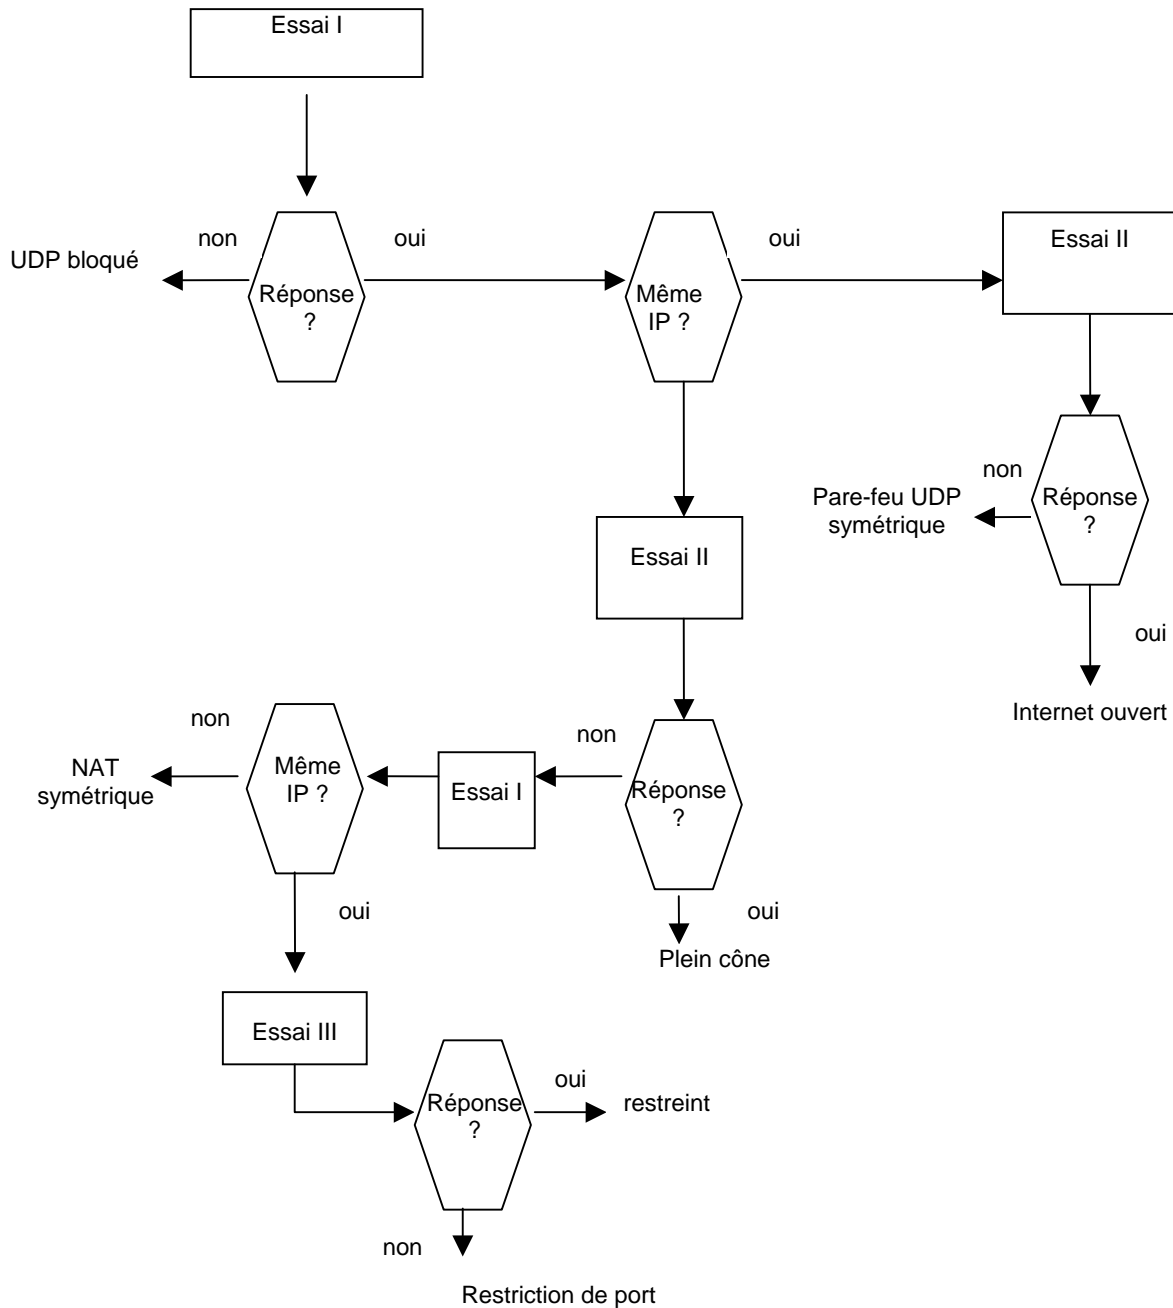 Essai I
non
oui
oui
Essai II
UDP bloqué
Réponse
?
Même
IP ?
non
Pare-feu UDP
symétrique
Réponse
?
Essai II
oui
Internet ouvert
non
Même
IP ?
non
NAT
symétrique
Essai I
Réponse
?
oui
oui
Plein cône
Essai III
Réponse
?
oui
restreint
non
Restriction de port